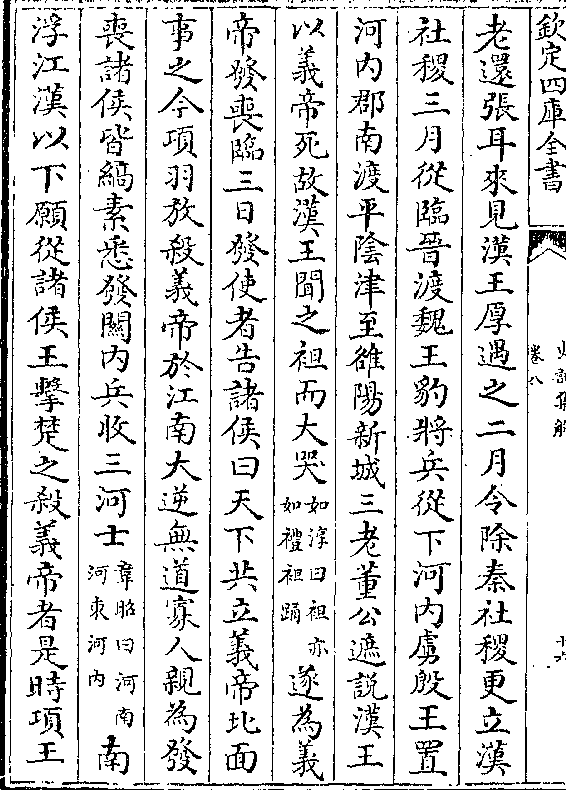 欽定四庫全書
史記集解
卷八
十六
老還張耳來見漢王厚遇之二月令除秦社稷更立漢
社稷三月從臨晉渡魏王豹將兵從下河内虜殷王置
河内郡南渡平陰津至雒陽新城三老董公遮説漢王
以義帝死故漢王聞之袒而大哭如淳曰袒亦如禮袒踊遂為義
帝發喪臨三日發使者告諸侯曰天下共立義帝北面
事之今項羽放殺義帝於江南大逆無道寡人親為發
喪諸侯皆縞素悉發關内兵收三河士韋昭曰河南河東河内南
浮江漢以下願從諸侯王擊楚之殺義帝者是時項王